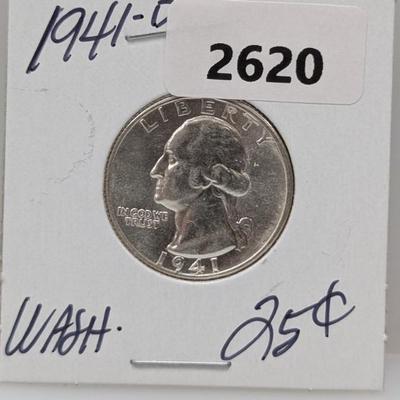 1941-D
2620
LIBERTY
IN GOD WE
TRUST
1941
WASH. 25¢